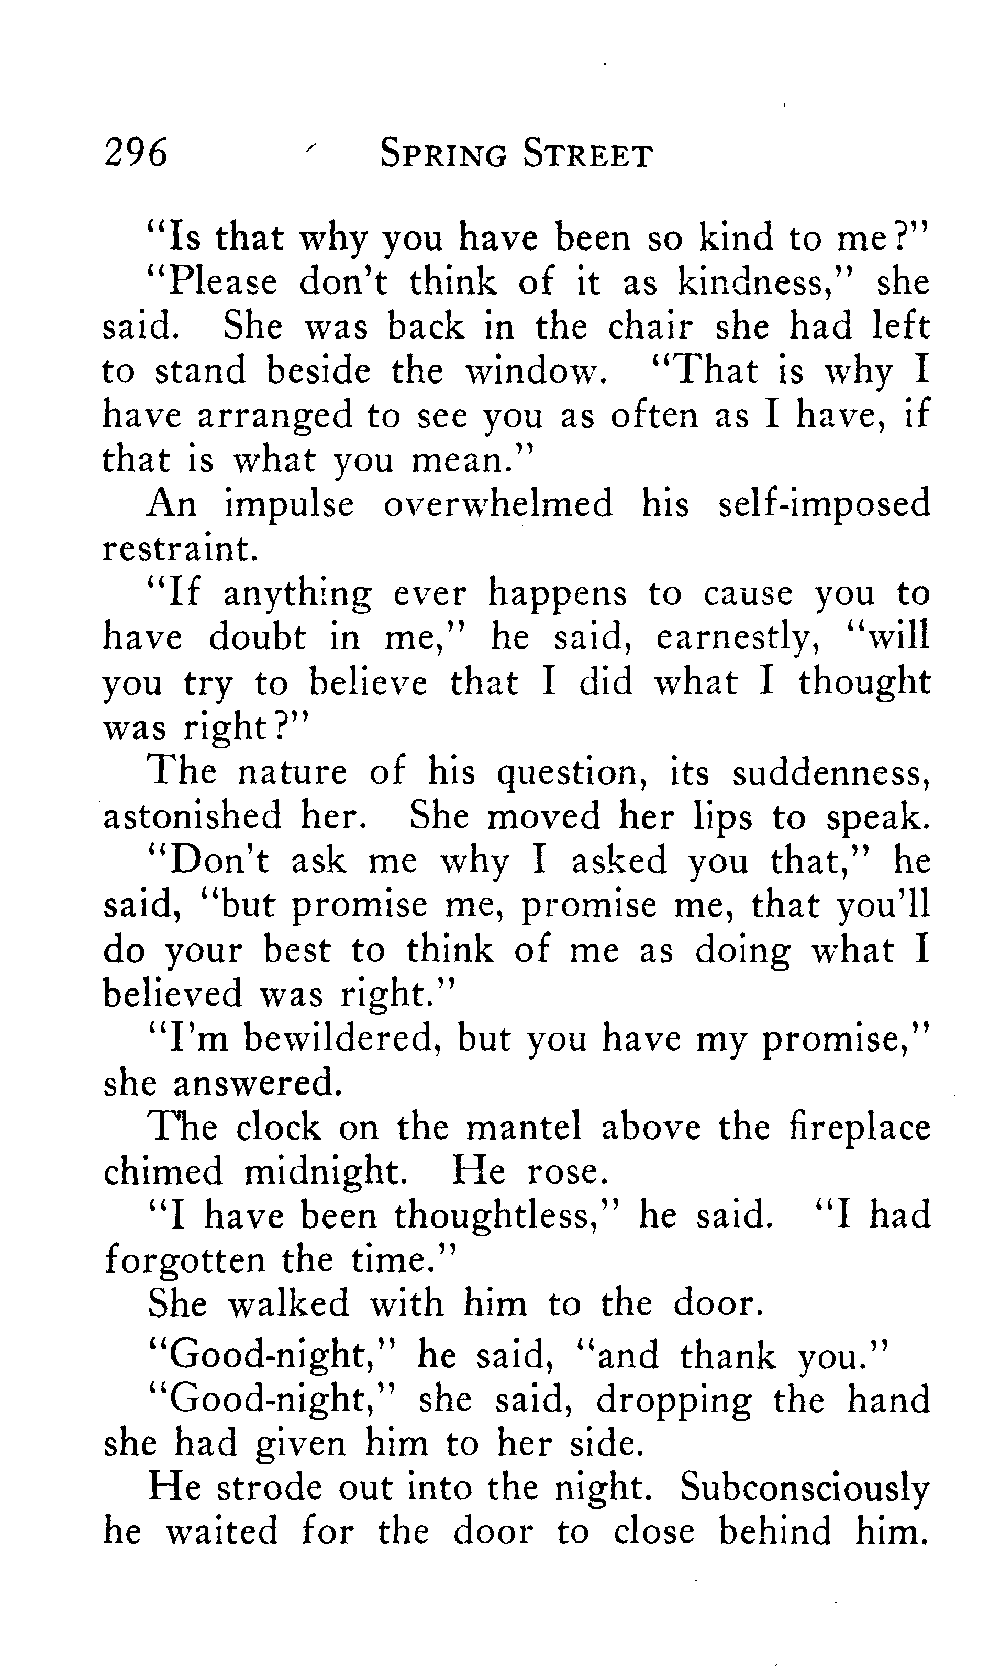 296 SPRING STREET
"Is that why you have been so kind to me?"
"Please don't think of it as kindness," she
said. She was back in the chair she had left
to stand beside the window. "That is why I
have arranged to see you as often as I have, if
that is what you mean."
An impulse overwhelmed his self-imposed
restraint.
"If anything ever happens to cause you to
have doubt in me," he said, earnestly, "will
you try to believe that I did what I thought
was right?"
The nature of his question, its suddenness,
astonished her. She moved her lips to speak.
"Don't ask me why I asked you that," he
said, "but promise me, promise me, that you'll
do your best to think of me as doing what I
believed was right."
"I'm bewildered, but you have my promise,"
she answered.
The clock on the mantel above the fireplace
chimed midnight. He rose.
"I have been thoughtless," he said. "I had
forgotten the time."
She walked with him to the door.
"Good-night," he said, "and thank you."
"Good-night," she said, dropping the hand
she had given him to her side.
He strode out into the night. Subconsciously
he waited for the door to close behind him.